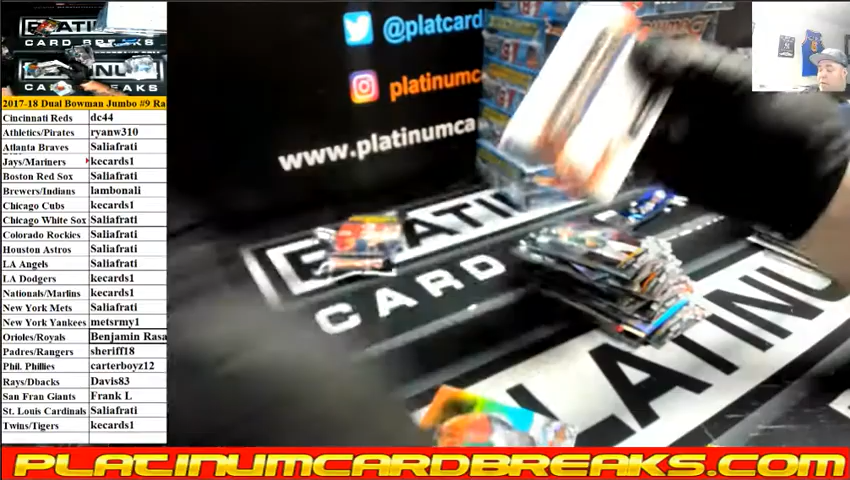 @platcard
platinumc
www.platinumca
PLATINUM
CARD BREAKS
2017-18 Dual Bowman Jumbo #9 Ra
Cincinnati Reds dc44
Athletics/Pirates ryanw310
Atlanta Braves Saliafrati
Jays/Mariners kecards1
Boston Red Sox Saliafrati
Brewers/Indians lambonali
Chicago Cubs kecards1
Chicago White Sox Saliafrati
Colorado Rockies Saliafrati
Houston Astros Saliafrati
LA Angels Saliafrati
LA Dodgers kecards1
Nationals/Marlins kecards1
New York Mets Saliafrati
New York Yankees metsrmy1
Orioles/Royals Benjamin Rasa
Padres/Rangers sheriff18
Phil. Phillies carterboyz12
Rays/Dbacks Davis83
San Fran Giants Frank L
St. Louis Cardinals Saliafrati
Twins/Tigers kecards1
PLATI
CARD
PLATINU
PLATINUMCARDBREAKS.COM